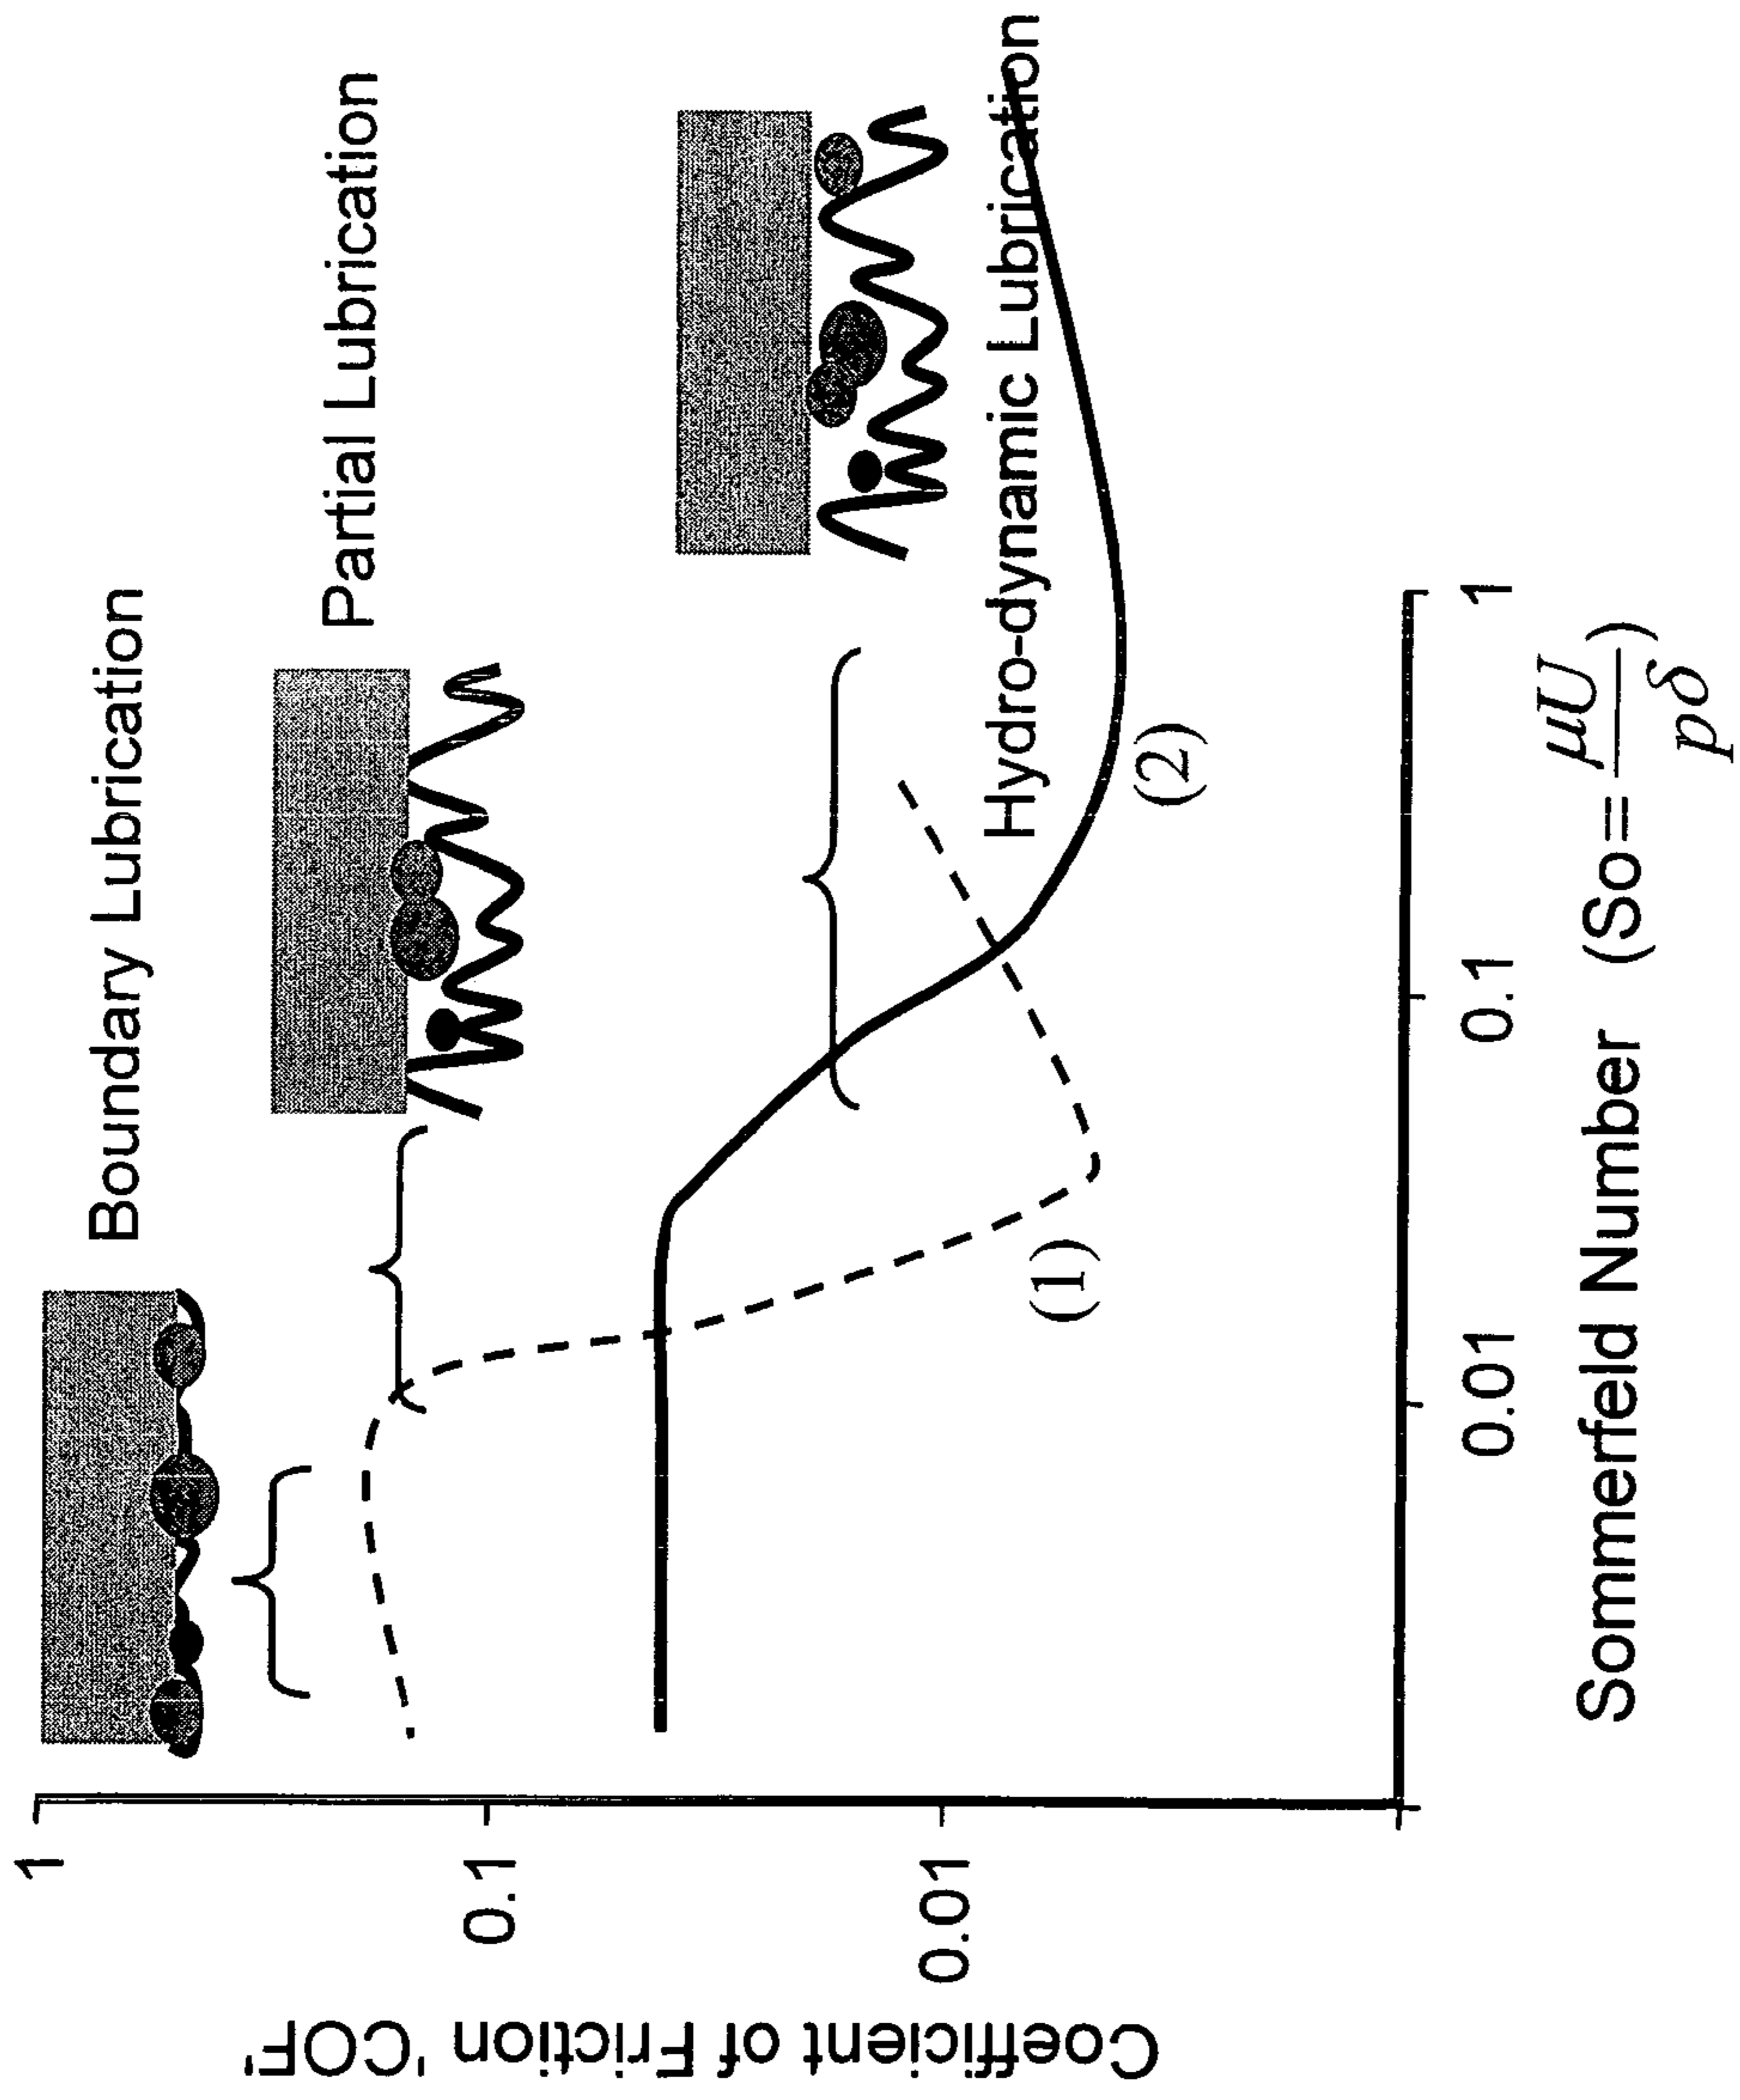 Boundary Lubrication
Partial Lubrication
Hydro-dynamic Lubrication
(1)
(2)
1
0.1
0.01
Coefficient of Friction 'COF'
0.01
0.1
1
Sommerfeld Number (So=μU/pδ)